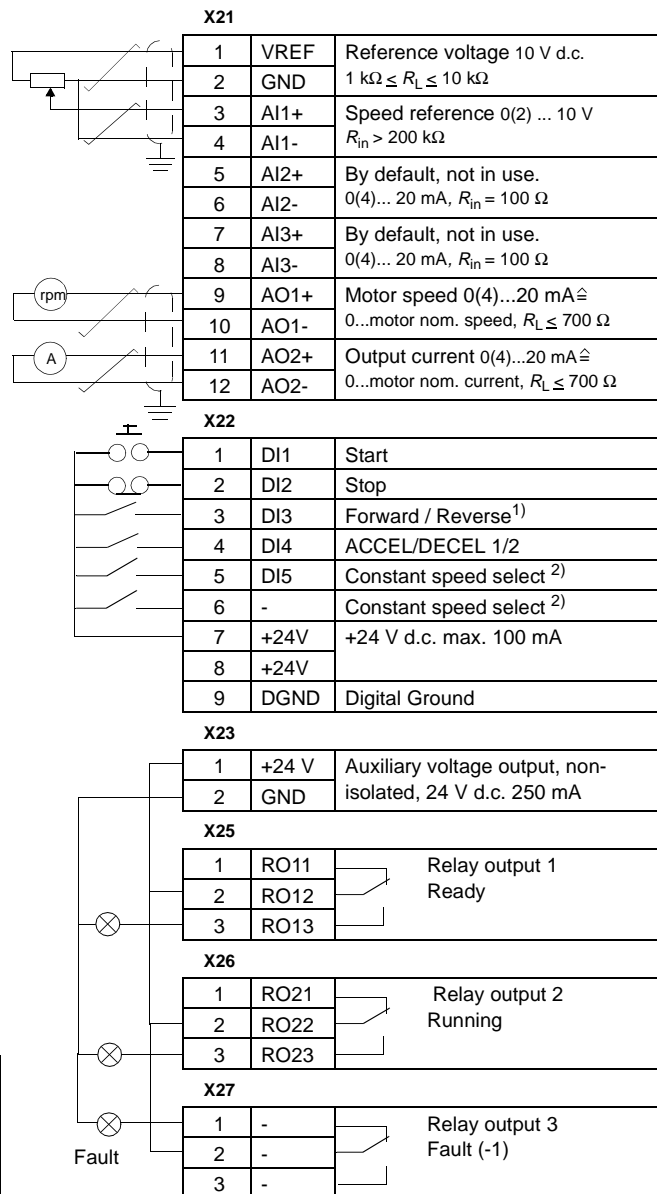 X21
1 VREF Reference voltage 10 V d.c.
2 GND 1 kΩ ≤ RL ≤ 10 kΩ
3 AI1+ Speed reference 0(2) ... 10 V
4 AI1- Rin > 200 kΩ
5 AI2+ By default, not in use.
6 AI2- 0(4)... 20 mA, Rin = 100 Ω
7 AI3+ By default, not in use.
8 AI3- 0(4)... 20 mA, Rin = 100 Ω
rpm 9 AO1+ Motor speed 0(4)...20 mA ≙
10 AO1- 0...motor nom. speed, RL ≤ 700 Ω
A 11 AO2+ Output current 0(4)...20 mA ≙
12 AO2- 0...motor nom. current, RL ≤ 700 Ω
X22
1 DI1 Start
2 DI2 Stop
3 DI3 Forward / Reverse1)
4 DI4 ACCEL/DECEL 1/2
5 DI5 Constant speed select 2)
6 - Constant speed select 2)
7 +24V +24 V d.c. max. 100 mA
8 +24V
9 DGND Digital Ground
X23
1 +24 V Auxiliary voltage output, non-
2 GND isolated, 24 V d.c. 250 mA
X25
1 RO11 Relay output 1
2 RO12 Ready
3 RO13
X26
1 RO21 Relay output 2
2 RO22 Running
3 RO23
X27
1 - Relay output 3
Fault 2 - Fault (-1)
3 -